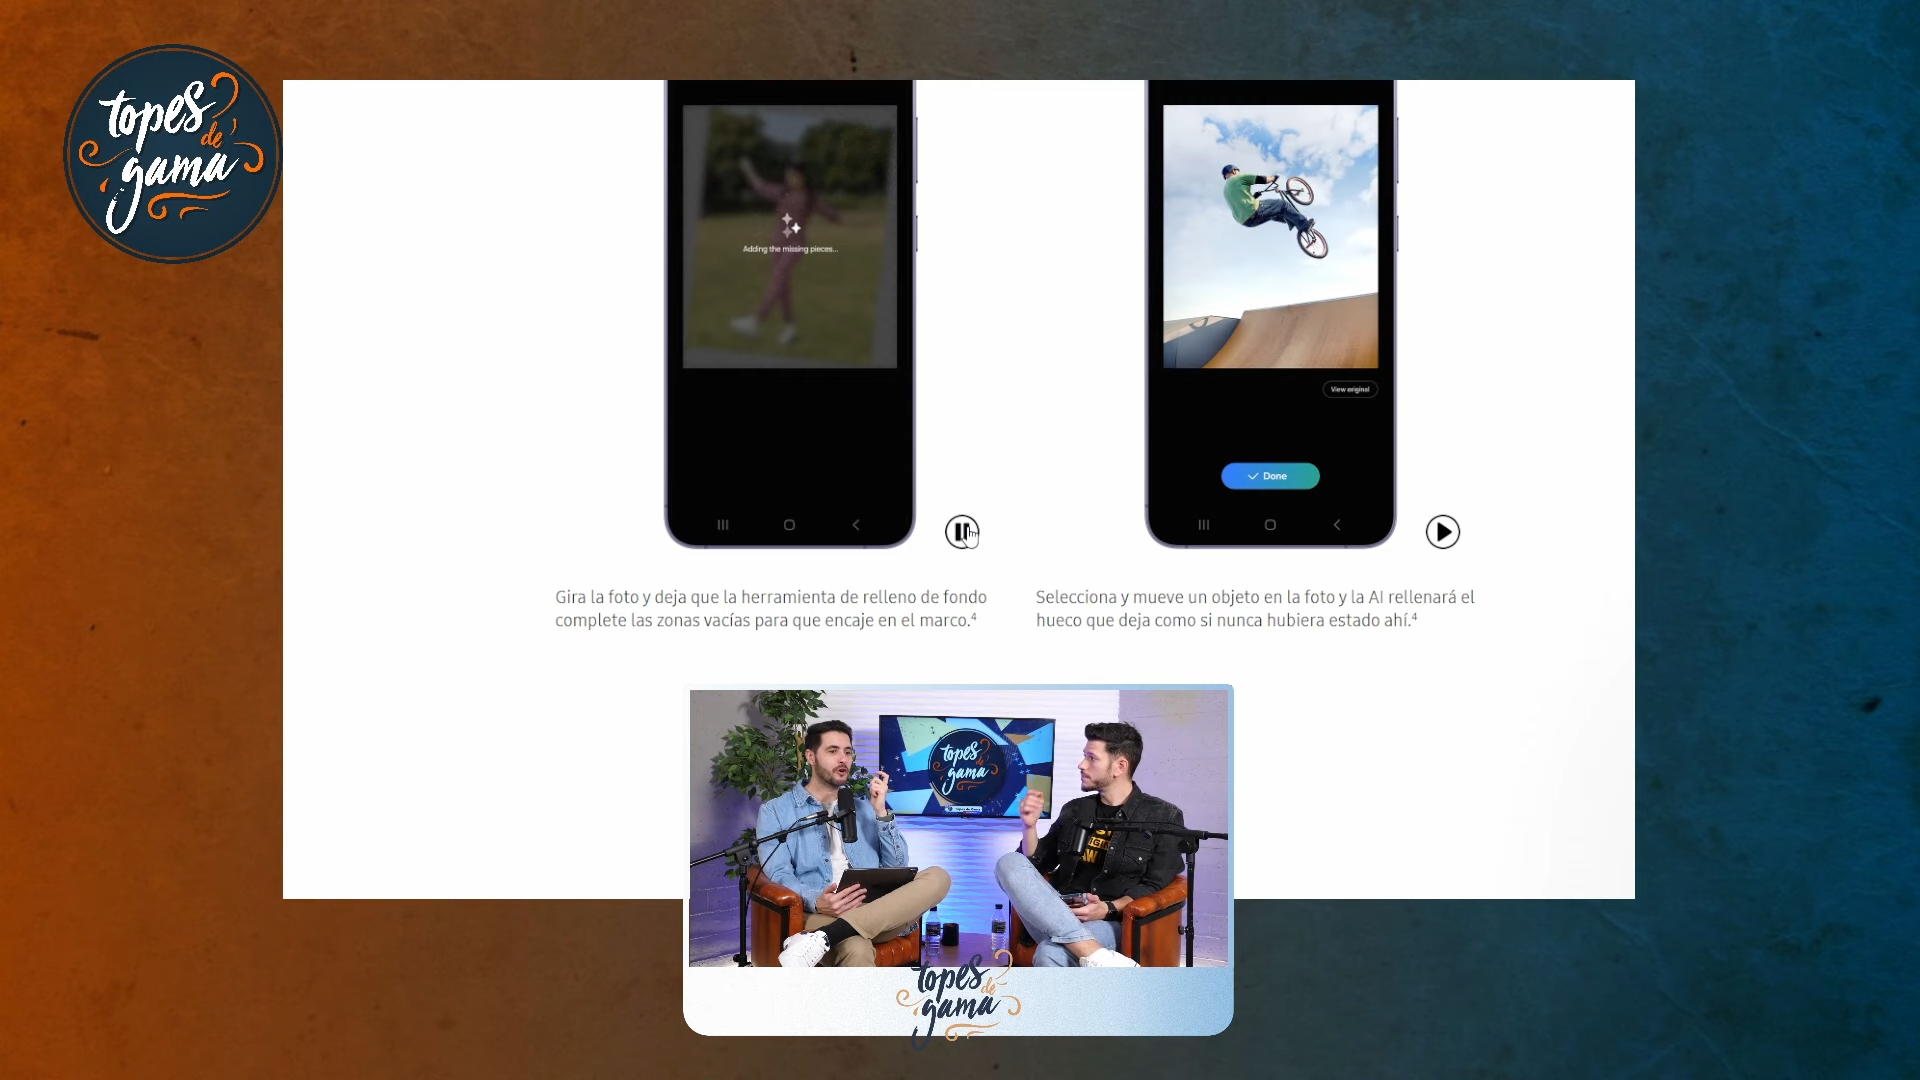 topes
de
gama
Adding the missing pieces...
View original
Done
Gira la foto y deja que la herramienta de relleno de fondo
complete las zonas vacías para que encaje en el marco.⁴
Selecciona y mueve un objeto en la foto y la AI rellenará el
hueco que deja como si nunca hubiera estado ahí.⁴
topes
de
gama
topes
de
gama